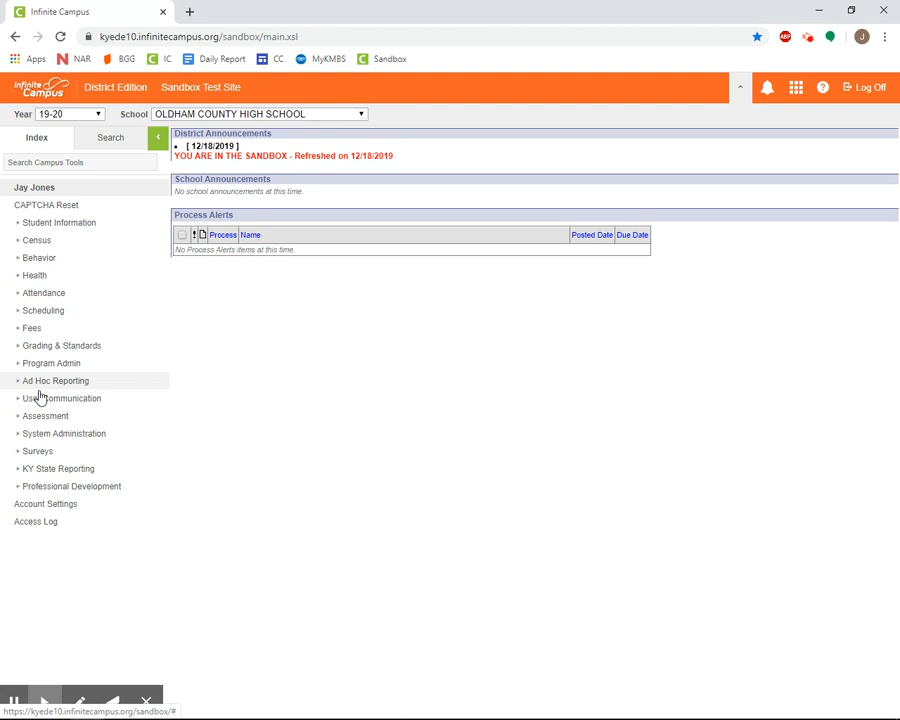 Infinite Campus
kyede10.infinitecampus.org/sandbox/main.xsl
Apps NAR BGG IC Daily Report CC MyKMBS Sandbox
Infinite Campus District Edition Sandbox Test Site Log Off
Year 19-20 School OLDHAM COUNTY HIGH SCHOOL
Index Search
Search Campus Tools
Jay Jones
CAPTCHA Reset
Student Information
Census
Behavior
Health
Attendance
Scheduling
Fees
Grading & Standards
Program Admin
Ad Hoc Reporting
User Communication
Assessment
System Administration
Surveys
KY State Reporting
Professional Development
Account Settings
Access Log
District Announcements
[ 12/18/2019 ]
YOU ARE IN THE SANDBOX - Refreshed on 12/18/2019
School Announcements
No school announcements at this time.
Process Alerts
Process Name Posted Date Due Date
No Process Alerts items at this time.
https://kyede10.infinitecampus.org/sandbox/#